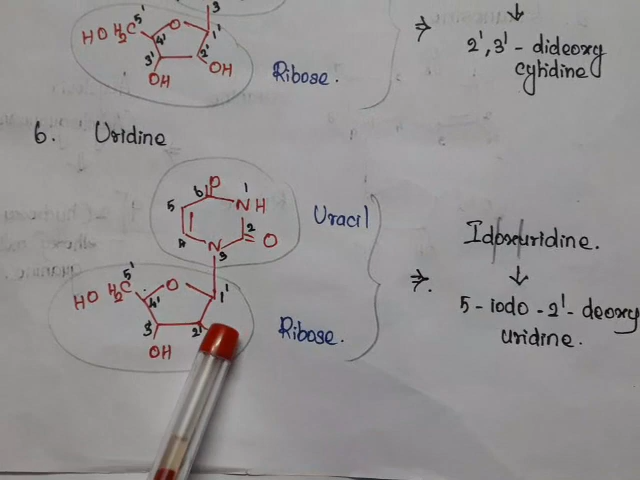 3
HO H₂C 5' O 1'
4'
3' 2'
OH OH
Ribose.
⇒
↓
2', 3' - dideoxy
cytidine
6. Uridine
O
6 1
5 N H
2
4 N O
3
Uracil
HO H₂C 5' O
4' 1'
3' 2'
OH
Ribose.
⇒.
Idoxuridine.
↓
5 - iodo - 2' - deoxy
uridine.